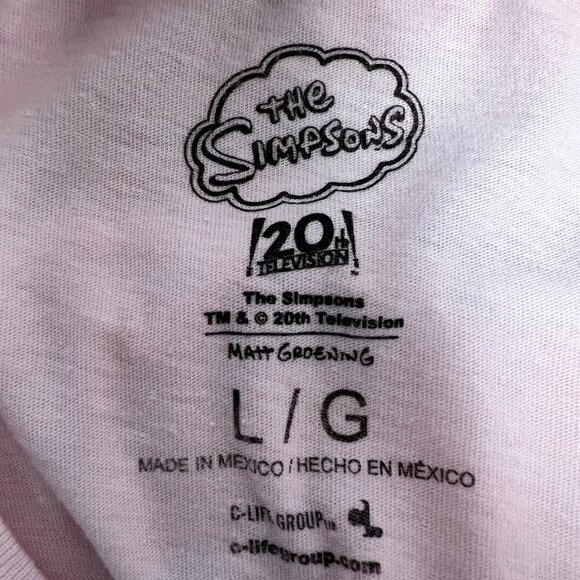 THE
SIMPSONS
20th
TELEVISION
The Simpsons
TM & © 20th Television
MATT GROENING
L / G
MADE IN MEXICO / HECHO EN MÉXICO
C-LIFE GROUP LTD
c-lifegroup.com